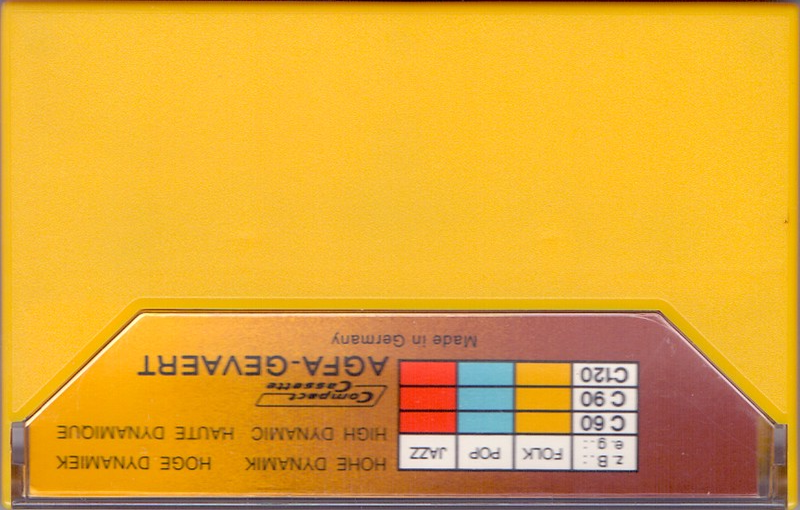 z.B.: FOLK POP JAZZ
e.g.:
C 60
C 90
C120
HOHE DYNAMIK HOGE DYNAMIEK
HIGH DYNAMIC HAUTE DYNAMIQUE
Compact
Cassette
AGFA-GEVAERT
Made in Germany